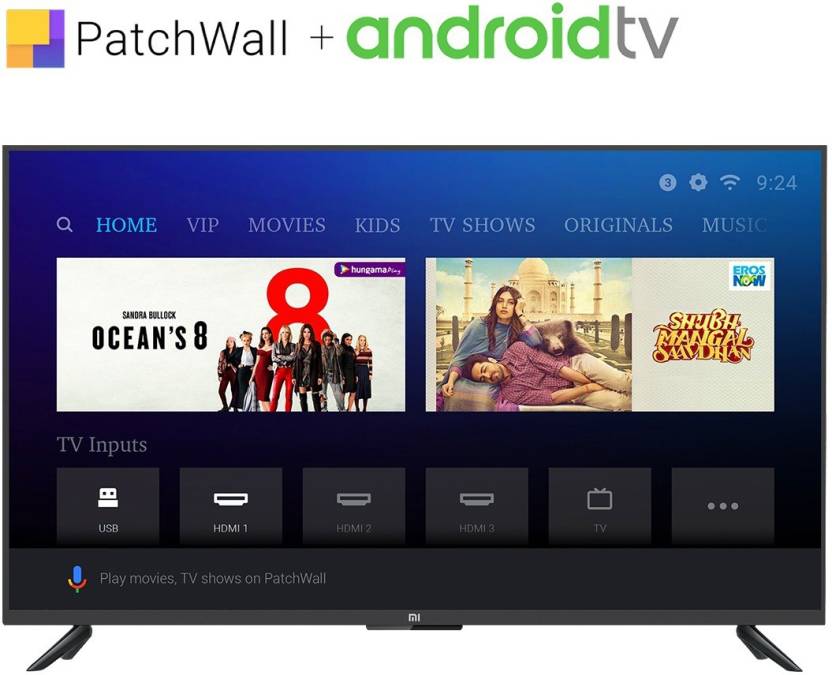 PatchWall + androidtv
3 9:24
HOME VIP MOVIES KIDS TV SHOWS ORIGINALS MUSIC
hungama Play
SANDRA BULLOCK
OCEAN'S 8
8
EROS
NOW
SHUBH
MANGAL
SAAVDHAN
TV Inputs
USB HDMI 1 HDMI 2 HDMI 3 TV
Play movies, TV shows on PatchWall
mi